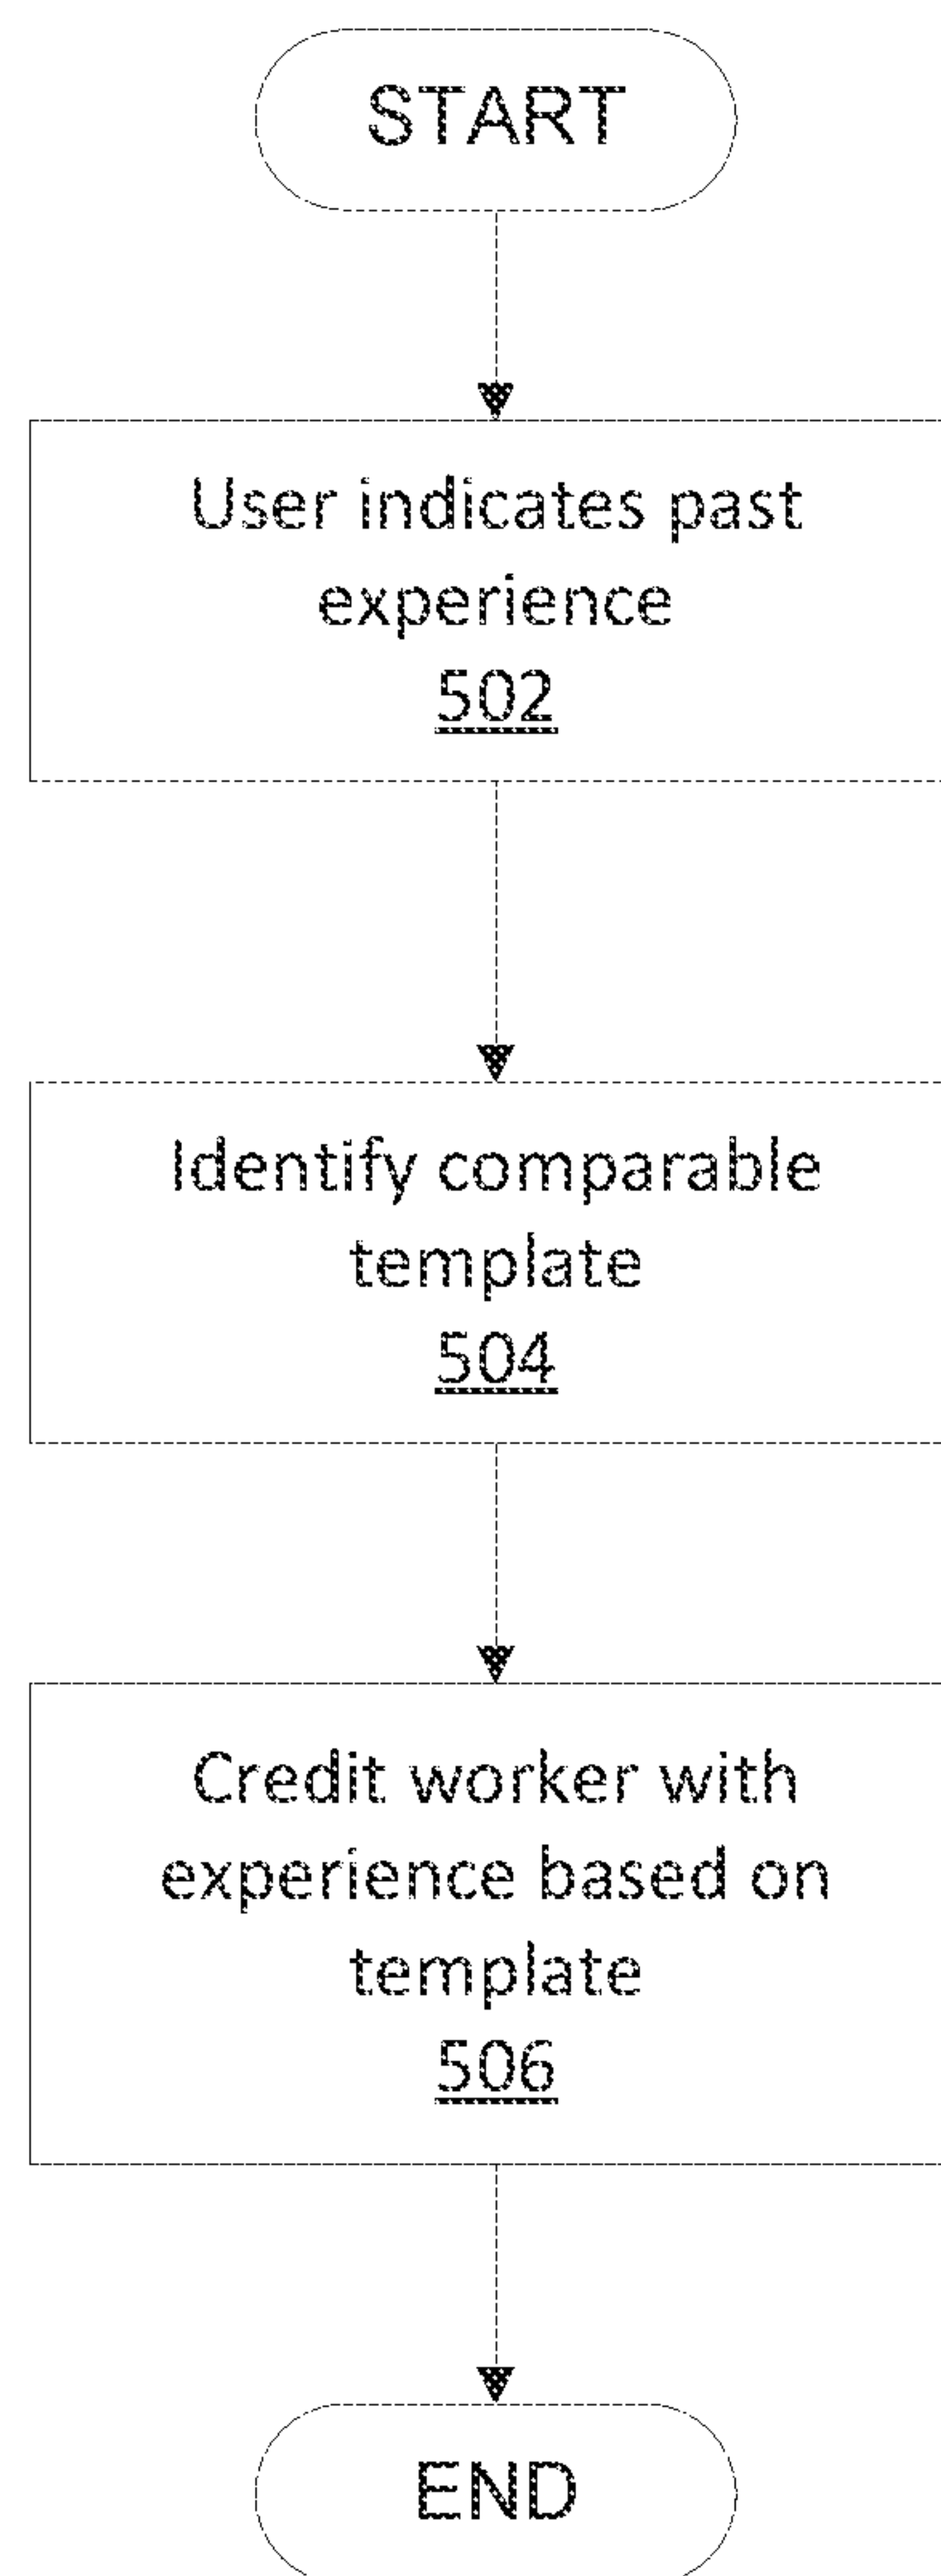 START
User indicates past
experience
502
Identify comparable
template
504
Credit worker with
experience based on
template
506
END